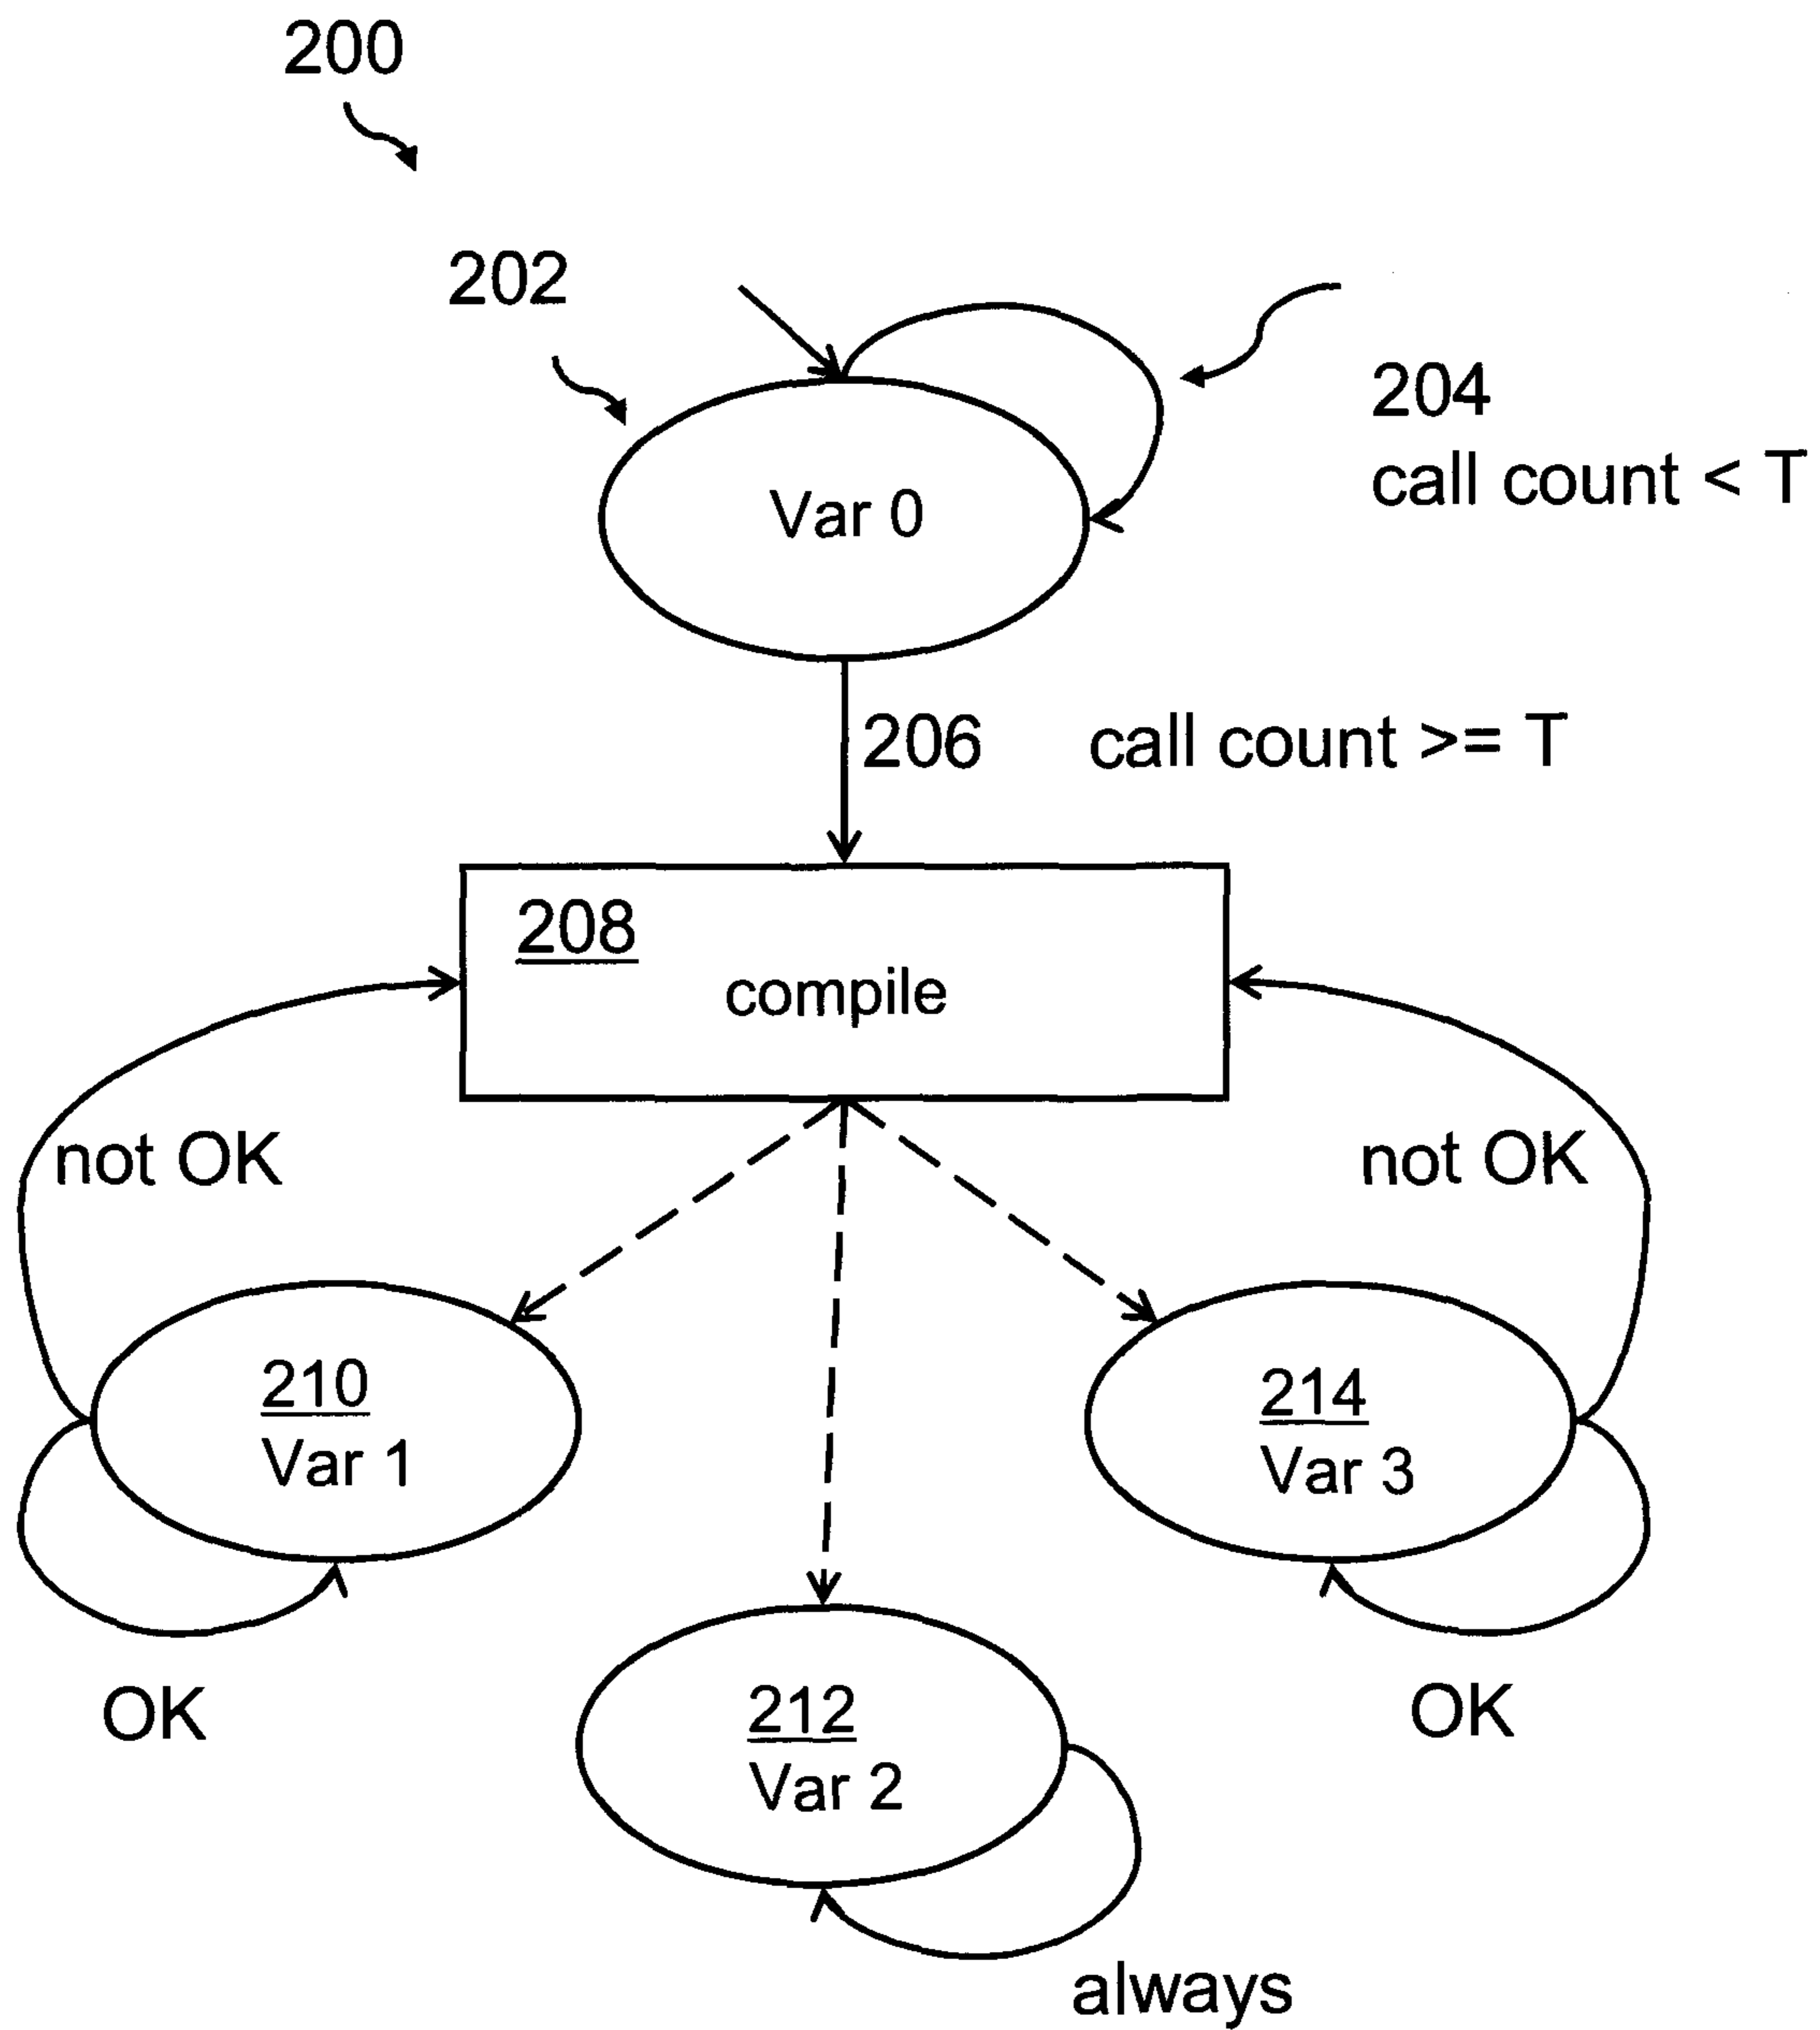 200
202
204
call count < T
Var 0
206
call count >= T
208
compile
not OK
not OK
210
Var 1
214
Var 3
OK
212
Var 2
OK
always